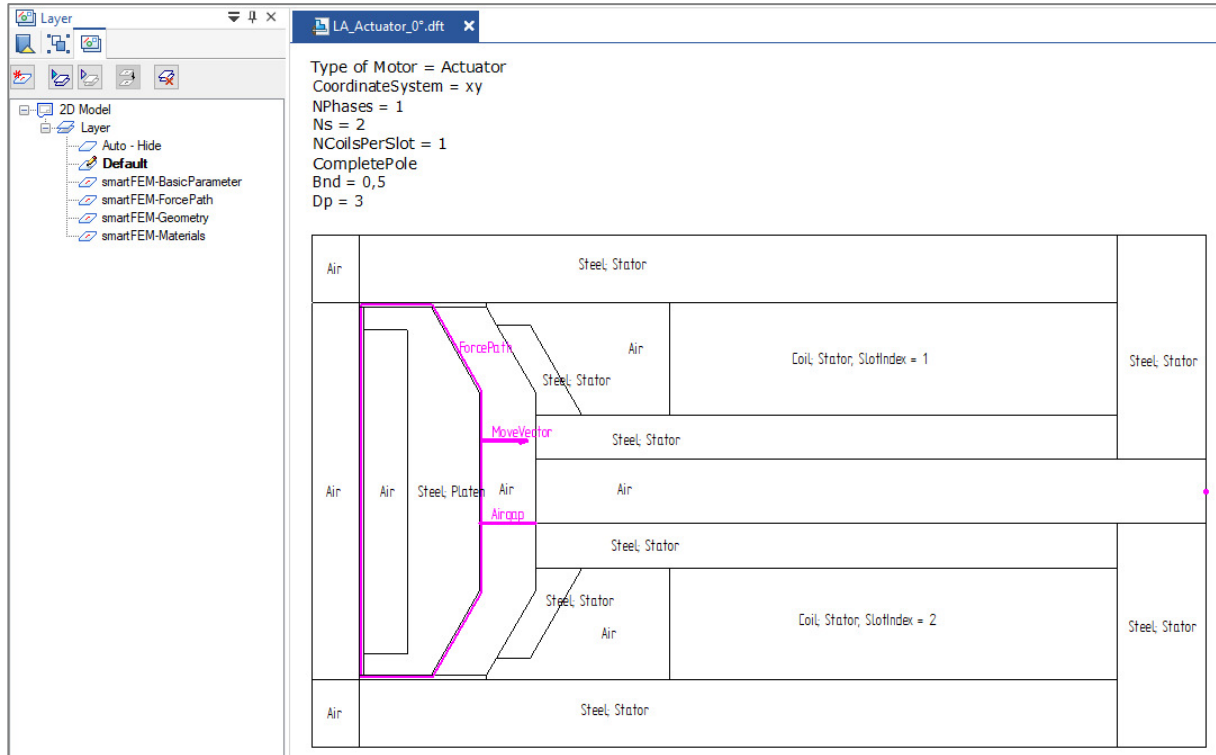 Layer
2D Model
Layer
Auto - Hide
Default
smartFEM-BasicParameter
smartFEM-ForcePath
smartFEM-Geometry
smartFEM-Materials
LA_Actuator_0°.dft
Type of Motor = Actuator
CoordinateSystem = xy
NPhases = 1
Ns = 2
NCoilsPerSlot = 1
CompletePole
Bnd = 0,5
Dp = 3
Air
Steel; Stator
ForcePath
Air
Coil; Stator, SlotIndex = 1
Steel; Stator
Steel; Stator
MoveVector
Steel; Stator
Air
Air
Steel; Platen
Air
Air
Airgap
Steel; Stator
Steel; Stator
Air
Coil; Stator, SlotIndex = 2
Steel; Stator
Air
Steel; Stator